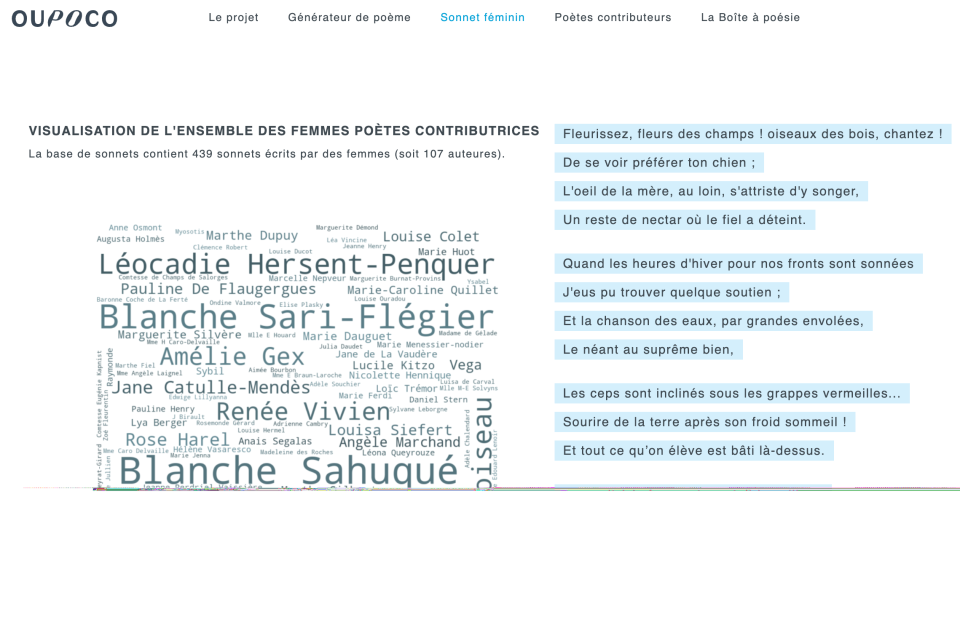 OUPOCO
Le projet
Générateur de poème
Sonnet féminin
Poètes contributeurs
La Boîte à poésie
VISUALISATION DE L'ENSEMBLE DES FEMMES POÈTES CONTRIBUTRICES
La base de sonnets contient 439 sonnets écrits par des femmes (soit 107 auteures).
Anne Osmont
Myosotis
Marthe Dupuy
Marguerite Démond
Augusta Holmès
Léa Vincine
Louise Colet
Clémence Robert
Jeanne Henry
Louise Ducot
Marie Huot
Léocadie Hersent-Penquer
Comtesse de Champs de Salorges
Marcelle Nepveur
Marguerite Burnat-Provins
Ysabel
Pauline De Flaugergues
Marie-Caroline Quillet
Baronne Coche de La Ferté
Ondine Valmore
Elise Plasky
Louise Ouradou
Blanche Sari-Flégier
Marguerite Silvère
Mlle E Houard
Marie Dauguet
Madame de Gélade
Mme H Caro-Delvaille
Julia Daudet
Marie Menessier-nodier
Raymonde
Amélie Gex
Jane de La Vaudère
Marthe Fiel
Lucile Kitzo
Vega
Mme Angèle Laignel
Sybil
Aimée Bourbon
Mme E Braun-Laroche
Nicolette Hennique
Comtesse Eugénie Kapnist
Jane Catulle-Mendès
Adèle Souchier
Luisa de Carval
Loïc Trémor
Mlle M-E Solvyns
Zoé Fleurentin
Edeige Lillyanna
Marie Ferdi
Daniel Stern
Pauline Henry
Renée Vivien
Sylvane Leborgne
J Birault
Lya Berger
Rosemonde Gérard
Adrienne Cambry
Louise Hermel
Louisa Siefert
Rose Harel
Anais Segalas
Angèle Marchand
Adèle Chalendard
Mme Caro Delvaille
Hélène Vasaresco
Madeleine des Roches
Léona Queyrouze
Marie Jenna
Blanche Sahuqué
Fleurissez, fleurs des champs ! oiseaux des bois, chantez !
De se voir préférer ton chien ;
L'oeil de la mère, au loin, s'attriste d'y songer,
Un reste de nectar où le fiel a déteint.
Quand les heures d'hiver pour nos fronts sont sonnées
J'eus pu trouver quelque soutien ;
Et la chanson des eaux, par grandes envolées,
Le néant au suprême bien,
Les ceps sont inclinés sous les grappes vermeilles...
Sourire de la terre après son froid sommeil !
Et tout ce qu'on élève est bâti là-dessus.